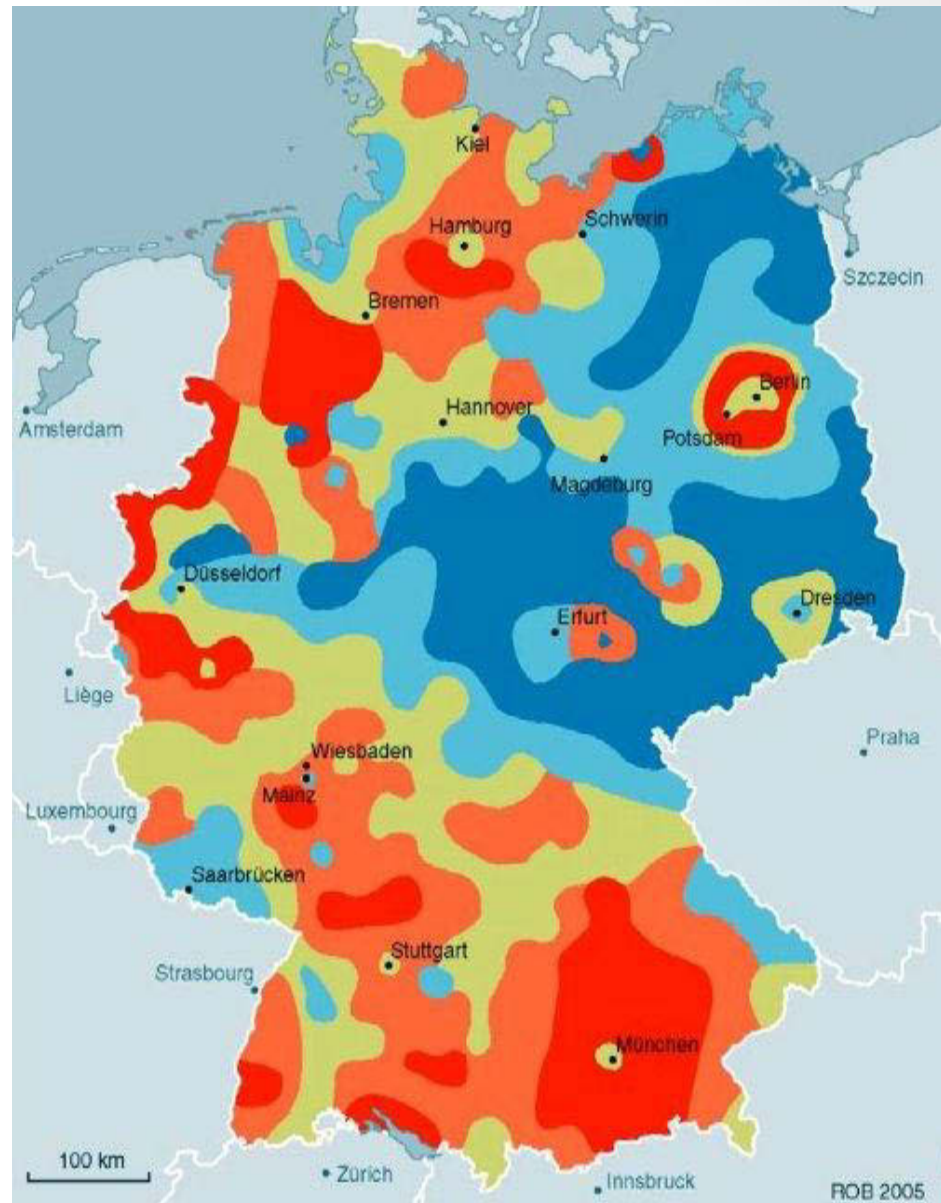 Kiel
Schwerin
Hamburg
Szczecin
Bremen
Berlin
Hannover
Potsdam
Amsterdam
Magdeburg
Düsseldorf
Dresden
Erfurt
Liège
Praha
Wiesbaden
Mainz
Luxembourg
Saarbrücken
Stuttgart
Strasbourg
München
100 km
Zürich
Innsbruck
ROB 2005